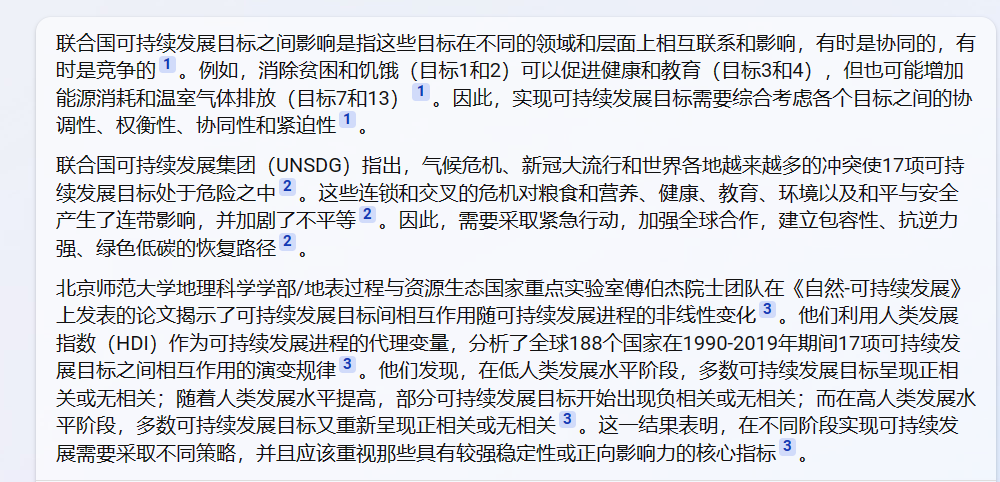 联合国可持续发展目标之间影响是指这些目标在不同的领域和层面上相互联系和影响，有时是协同的，有
时是竞争的 1 。例如，消除贫困和饥饿（目标1和2）可以促进健康和教育（目标3和4），但也可能增加
能源消耗和温室气体排放（目标7和13） 1 。因此，实现可持续发展目标需要综合考虑各个目标之间的协
调性、权衡性、协同性和紧迫性 1 。
联合国可持续发展集团（UNSDG）指出，气候危机、新冠大流行和世界各地越来越多的冲突使17项可持
续发展目标处于危险之中 2 。这些连锁和交叉的危机对粮食和营养、健康、教育、环境以及和平与安全
产生了连带影响，并加剧了不平等 2 。因此，需要采取紧急行动，加强全球合作，建立包容性、抗逆力
强、绿色低碳的恢复路径 2 。
北京师范大学地理科学学部/地表过程与资源生态国家重点实验室傅伯杰院士团队在《自然-可持续发展》
上发表的论文揭示了可持续发展目标间相互作用随可持续发展进程的非线性变化 3 。他们利用人类发展
指数（HDI）作为可持续发展进程的代理变量，分析了全球188个国家在1990-2019年期间17项可持续发
展目标之间相互作用的演变规律 3 。他们发现，在低人类发展水平阶段，多数可持续发展目标呈现正相
关或无相关；随着人类发展水平提高，部分可持续发展目标开始出现负相关或无相关；而在高人类发展水
平阶段，多数可持续发展目标又重新呈现正相关或无相关 3 。这一结果表明，在不同阶段实现可持续发
展需要采取不同策略，并且应该重视那些具有较强稳定性或正向影响力的核心指标 3 。